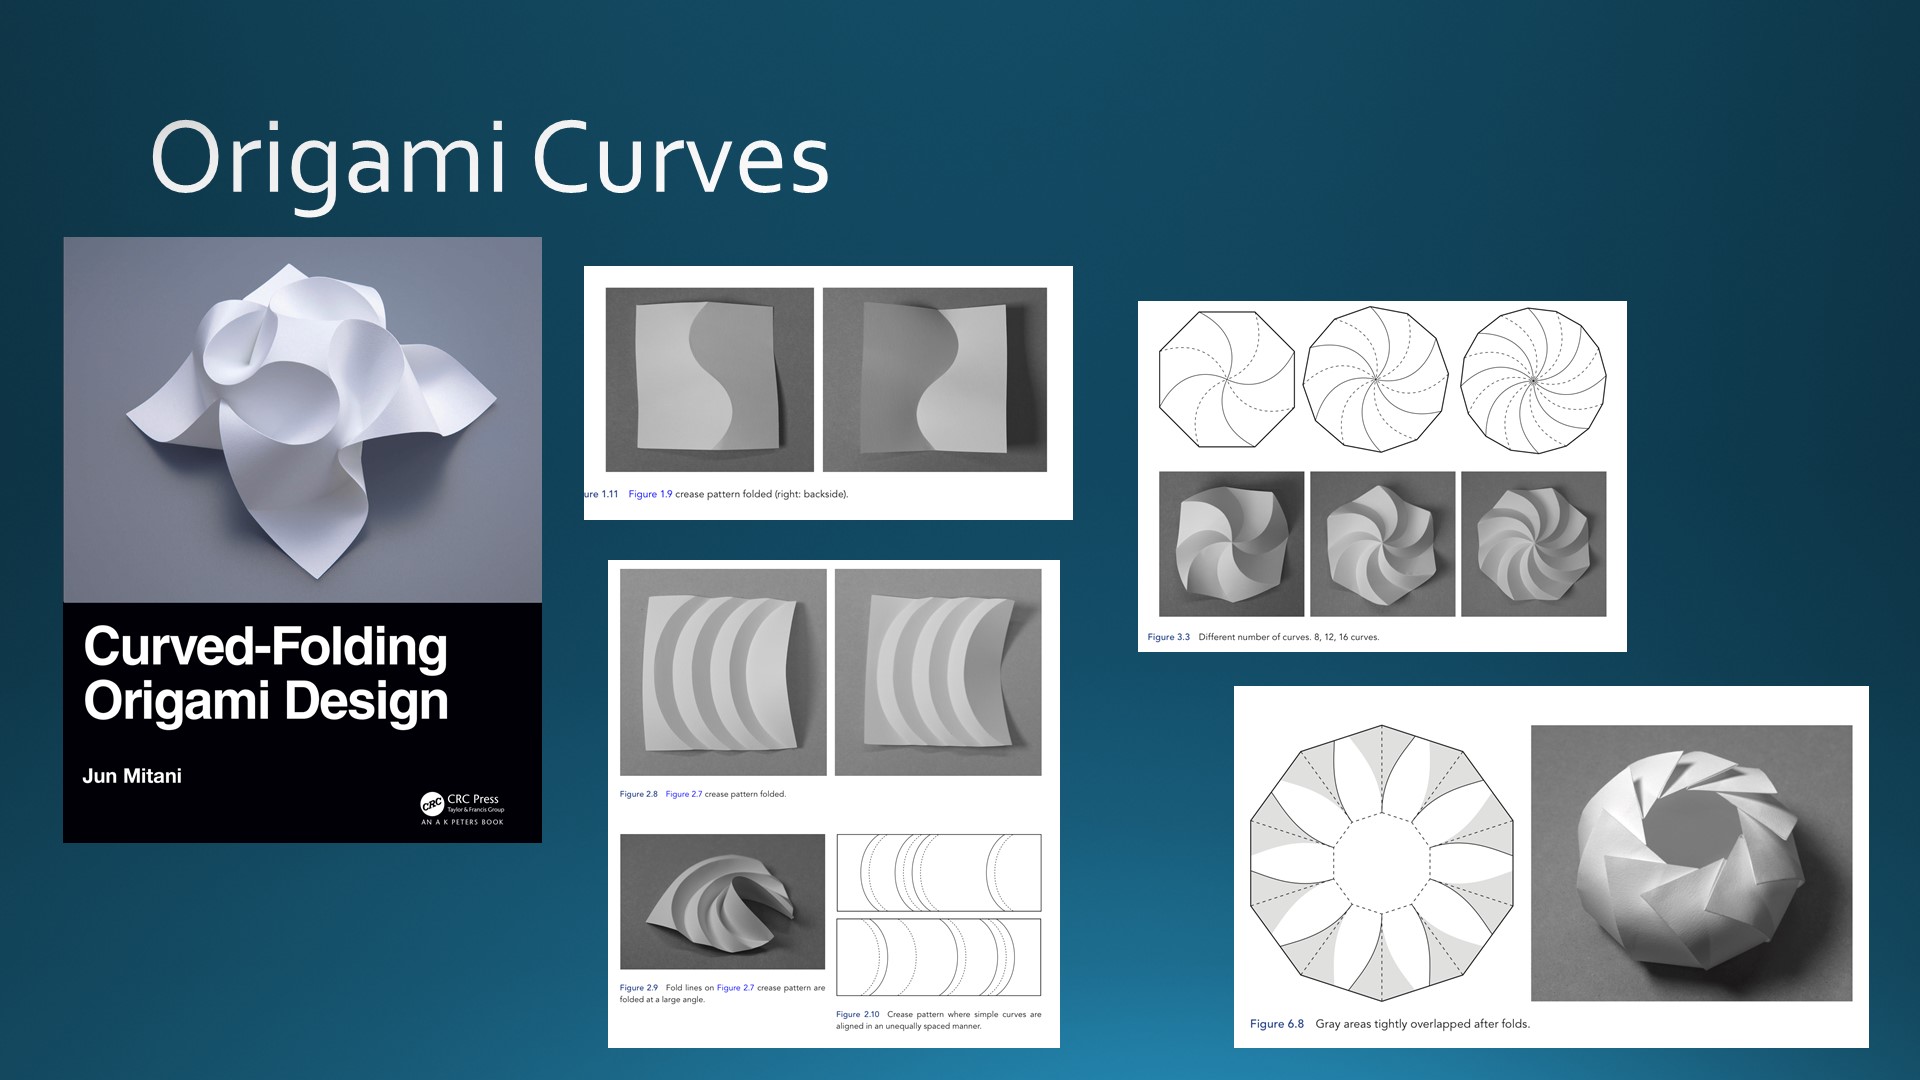 Origami Curves
Curved-Folding
Origami Design
Jun Mitani
CRC
CRC Press
Taylor & Francis Group
AN A K PETERS BOOK
ure 1.11 Figure 1.9 crease pattern folded (right: backside).
Figure 2.8 Figure 2.7 crease pattern folded.
Figure 2.9 Fold lines on Figure 2.7 crease pattern are
folded at a large angle.
Figure 2.10 Crease pattern where simple curves are
aligned in an unequally spaced manner.
Figure 3.3 Different number of curves. 8, 12, 16 curves.
Figure 6.8 Gray areas tightly overlapped after folds.